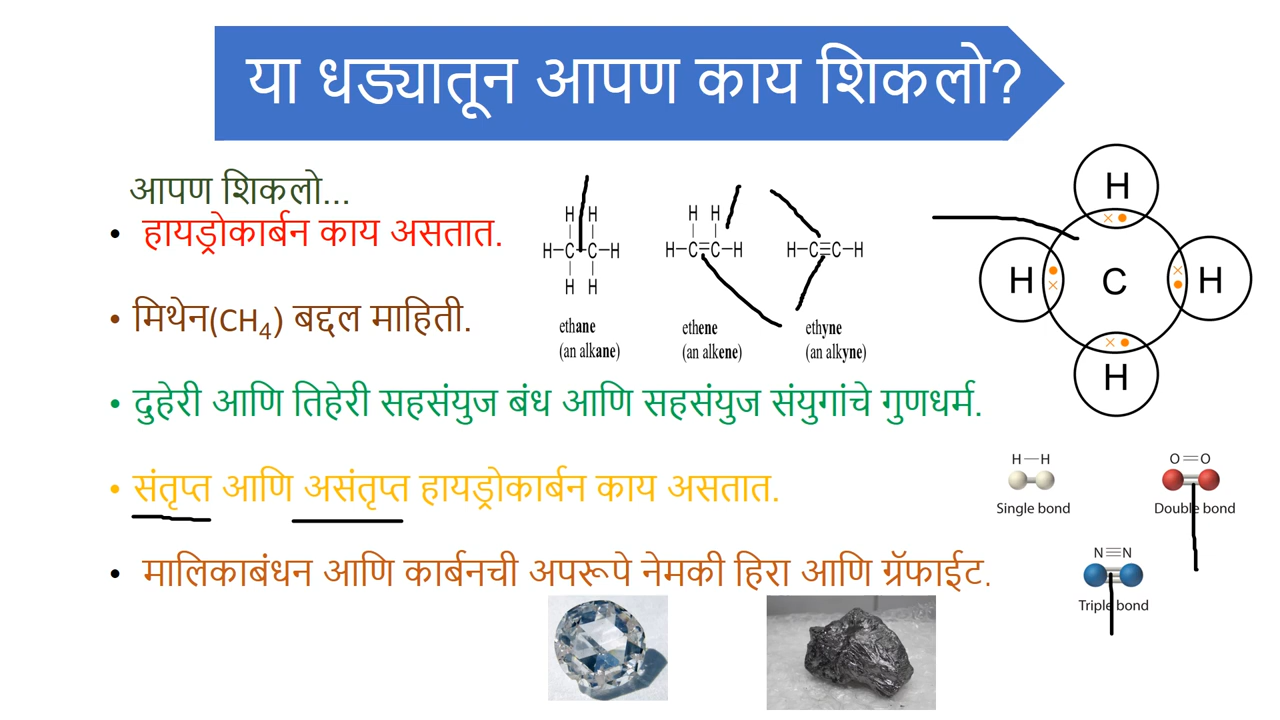 या धड्यातून आपण काय शिकलो?
आपण शिकलो...
• हायड्रोकार्बन काय असतात.
• मिथेन(CH₄) बद्दल माहिती.
• दुहेरी आणि तिहेरी सहसंयुज बंध आणि सहसंयुज संयुगांचे गुणधर्म.
• संतृप्त आणि असंतृप्त हायड्रोकार्बन काय असतात.
• मालिकाबंधन आणि कार्बनची अपरूपे नेमकी हिरा आणि ग्रॅफाईट.
H H
H–C–C–H
H H
ethane
(an alkane)
H H
H–C=C–H
ethene
(an alkene)
H–C≡C–H
ethyne
(an alkyne)
H
H C H
H
H—H
Single bond
O=O
Double bond
N≡N
Triple bond